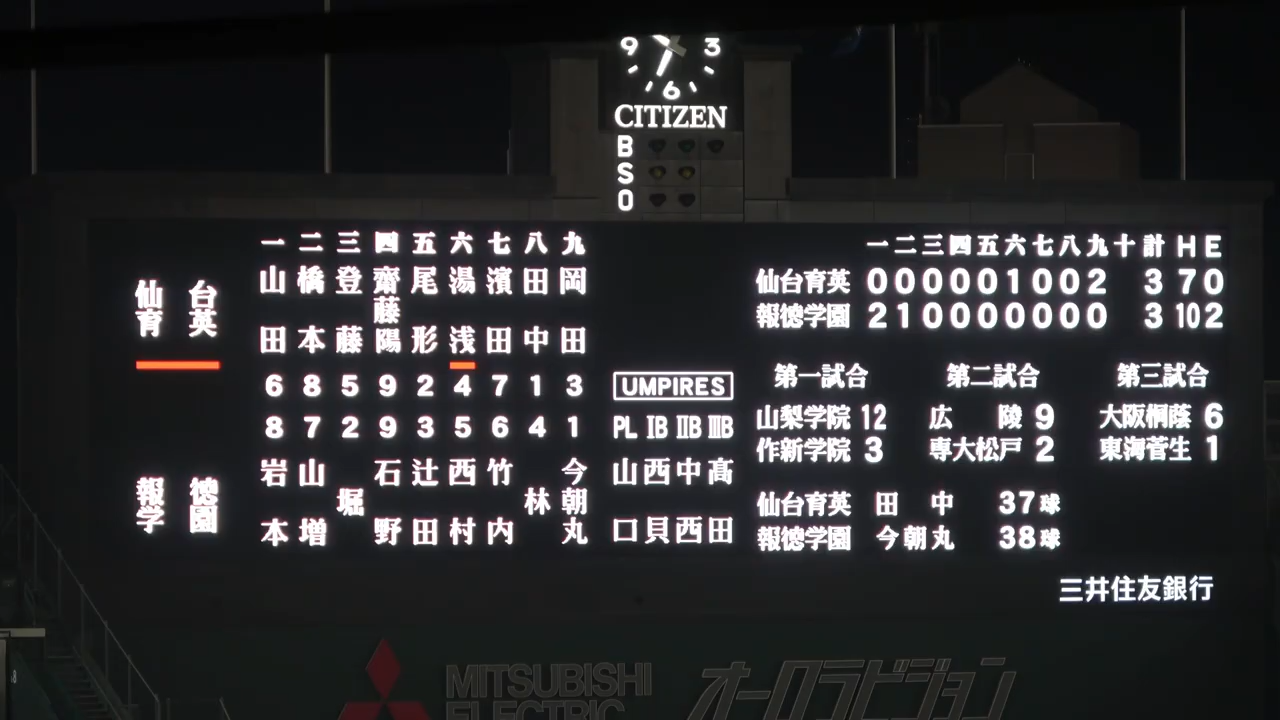 9 3
6
CITIZEN
B
S
O
一 二 三 四 五 六 七 八 九
仙育 台英
山田 橋本 登藤 齋藤陽 尾形 湯浅 濱田 田中 岡田
6 8 5 9 2 4 7 1 3
8 7 2 9 3 5 6 4 1
報学 徳園
岩本 山増 堀 石野 辻田 西村 竹内 林 今朝丸
UMPIRES
PL IB IIB IIIB
山口 西貝 中西 髙田
一 二 三 四 五 六 七 八 九 十 計 H E
仙台育英 0 0 0 0 0 1 0 0 2 3 7 0
報徳学園 2 1 0 0 0 0 0 0 0 3 10 2
第一試合 第二試合 第三試合
山梨学院 12 広陵 9 大阪桐蔭 6
作新学院 3 専大松戸 2 東海菅生 1
仙台育英 田中 37球
報徳学園 今朝丸 38球
三井住友銀行
MITSUBISHI ELECTRIC オーロラビジョン